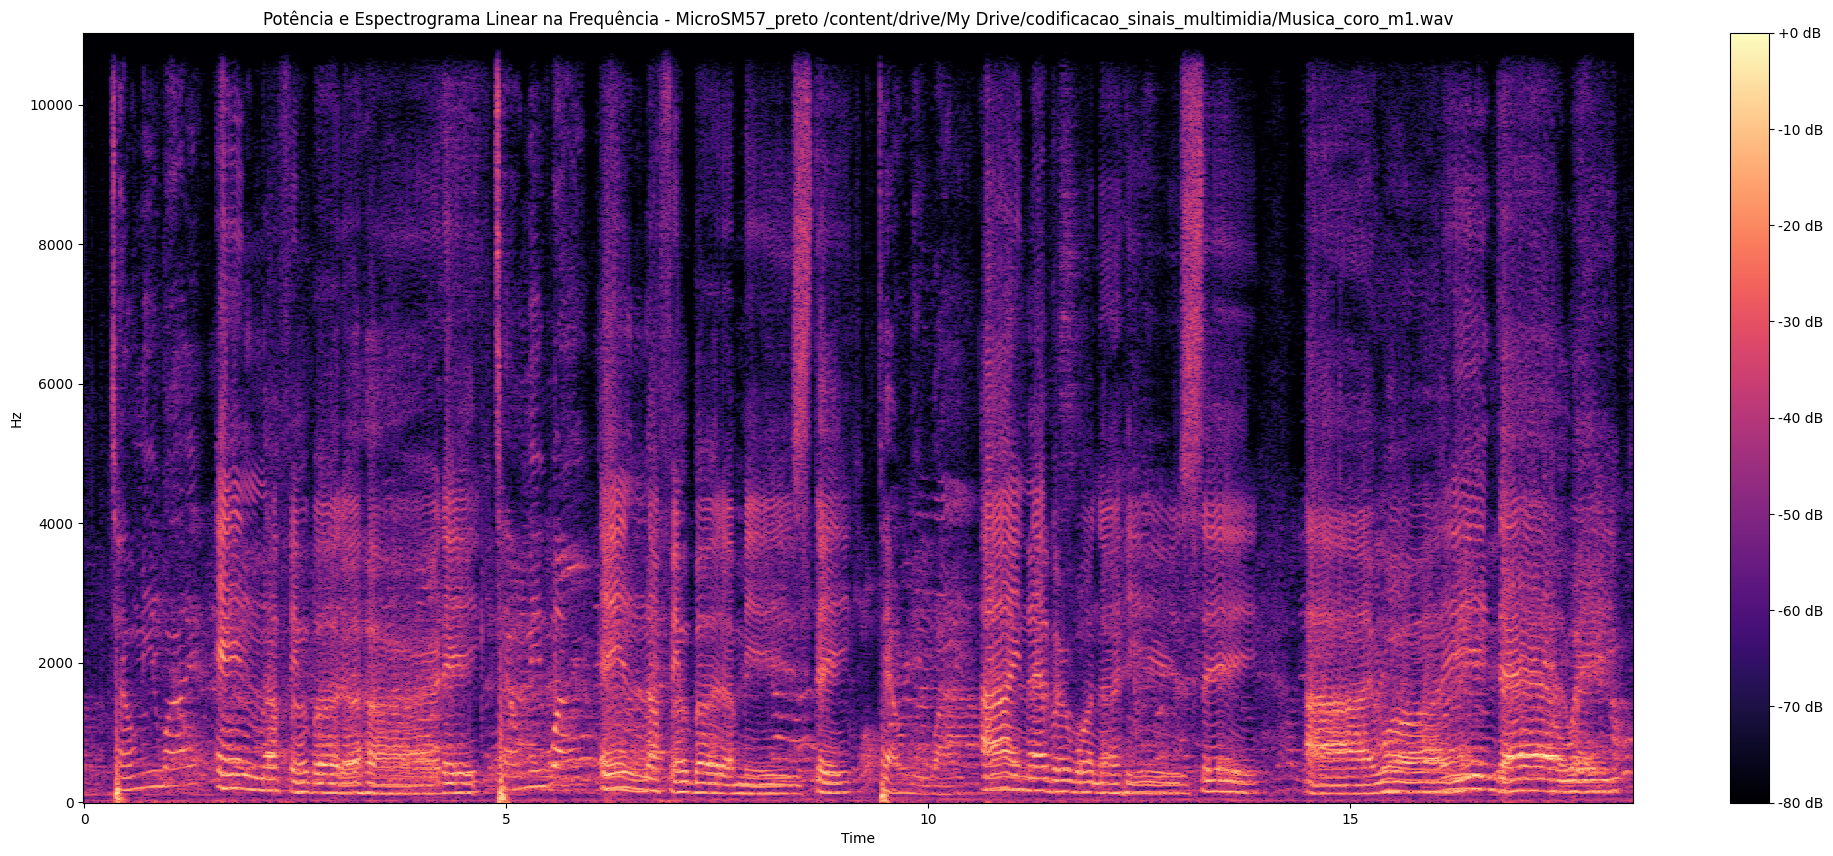 Potência e Espectrograma Linear na Frequência - MicroSM57_preto /content/drive/My Drive/codificacao_sinais_multimidia/Musica_coro_m1.wav
10000
8000
6000
4000
2000
0
Hz
0
5
10
15
Time
+0 dB
-10 dB
-20 dB
-30 dB
-40 dB
-50 dB
-60 dB
-70 dB
-80 dB